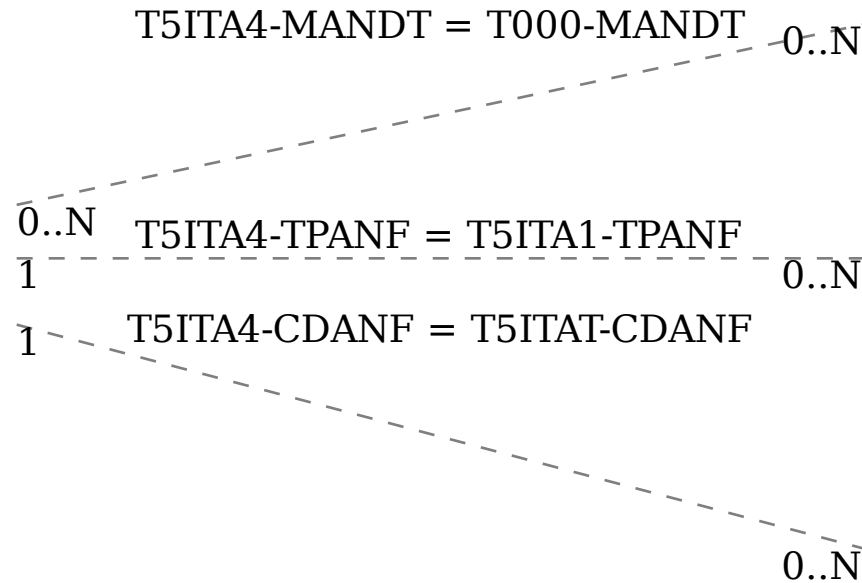 T5ITA4-MANDT = T000-MANDT
0..N
0..N
T5ITA4-TPANF = T5ITA1-TPANF
1
0..N
T5ITA4-CDANF = T5ITAT-CDANF
1
0..N